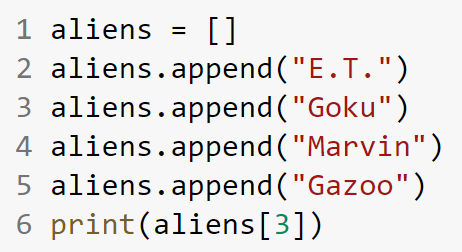 1 aliens = []
2 aliens.append("E.T.")
3 aliens.append("Goku")
4 aliens.append("Marvin")
5 aliens.append("Gazoo")
6 print(aliens[3])